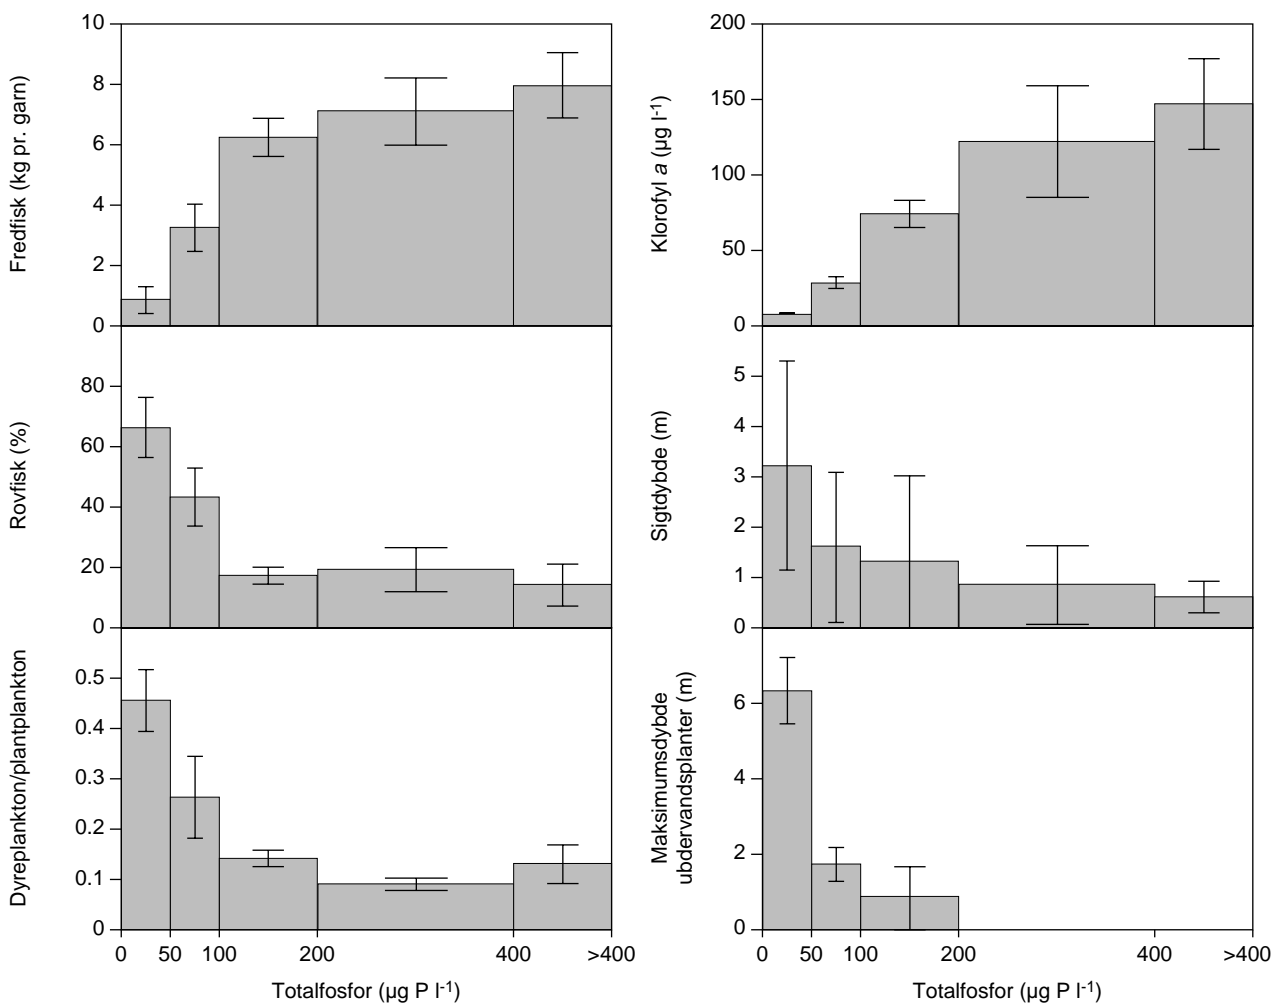 10
8
6
4
2
0
Fredfisk (kg pr. garn)
200
150
100
50
0
Klorofyl a (µg l-1)
80
60
40
20
0
Rovfisk (%)
5
4
3
2
1
0
Sigtdybde (m)
0.5
0.4
0.3
0.2
0.1
0
Dyreplankton/plantplankton
6
4
2
0
Maksimumsdybde
ubdervandsplanter (m)
0 50 100 200 400 >400
Totalfosfor (µg P l-1)
0 50 100 200 400 >400
Totalfosfor (µg P l-1)